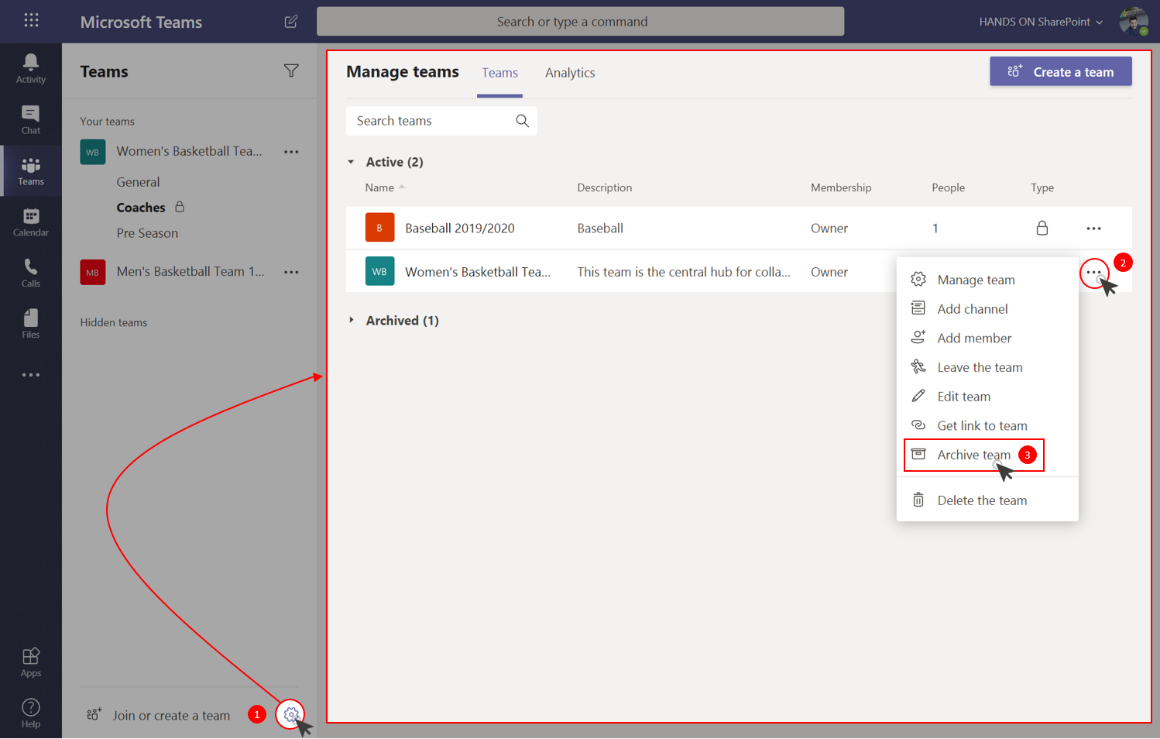 Microsoft Teams
Search or type a command
HANDS ON SharePoint
Activity
Chat
Teams
Calendar
Calls
Files
Apps
Help
Teams
Your teams
WB Women's Basketball Tea...
General
Coaches
Pre Season
MB Men's Basketball Team 1...
Hidden teams
Join or create a team 1
Manage teams Teams Analytics
Create a team
Search teams
Active (2)
Name Description Membership People Type
B Baseball 2019/2020 Baseball Owner 1
WB Women's Basketball Tea... This team is the central hub for colla... Owner
2
Archived (1)
Manage team
Add channel
Add member
Leave the team
Edit team
Get link to team
Archive team 3
Delete the team